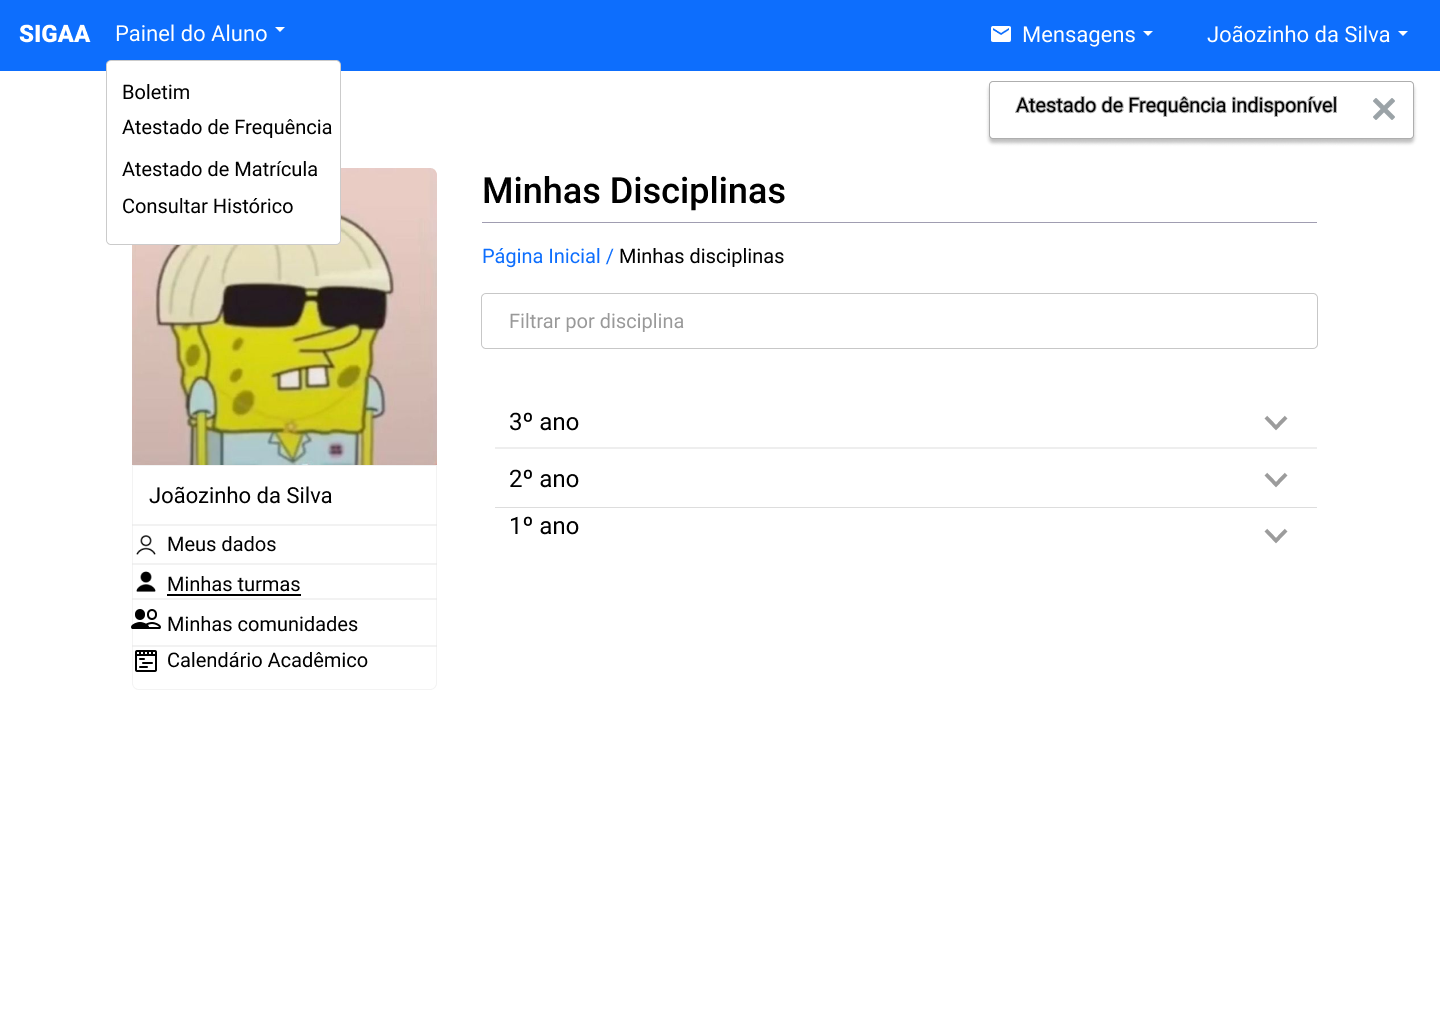 SIGAA
Painel do Aluno
Mensagens
Joãozinho da Silva
Boletim
Atestado de Frequência
Atestado de Matrícula
Consultar Histórico
Atestado de Frequência indisponível
Minhas Disciplinas
Página Inicial / Minhas disciplinas
Filtrar por disciplina
3º ano
2º ano
1º ano
Joãozinho da Silva
Meus dados
Minhas turmas
Minhas comunidades
Calendário Acadêmico